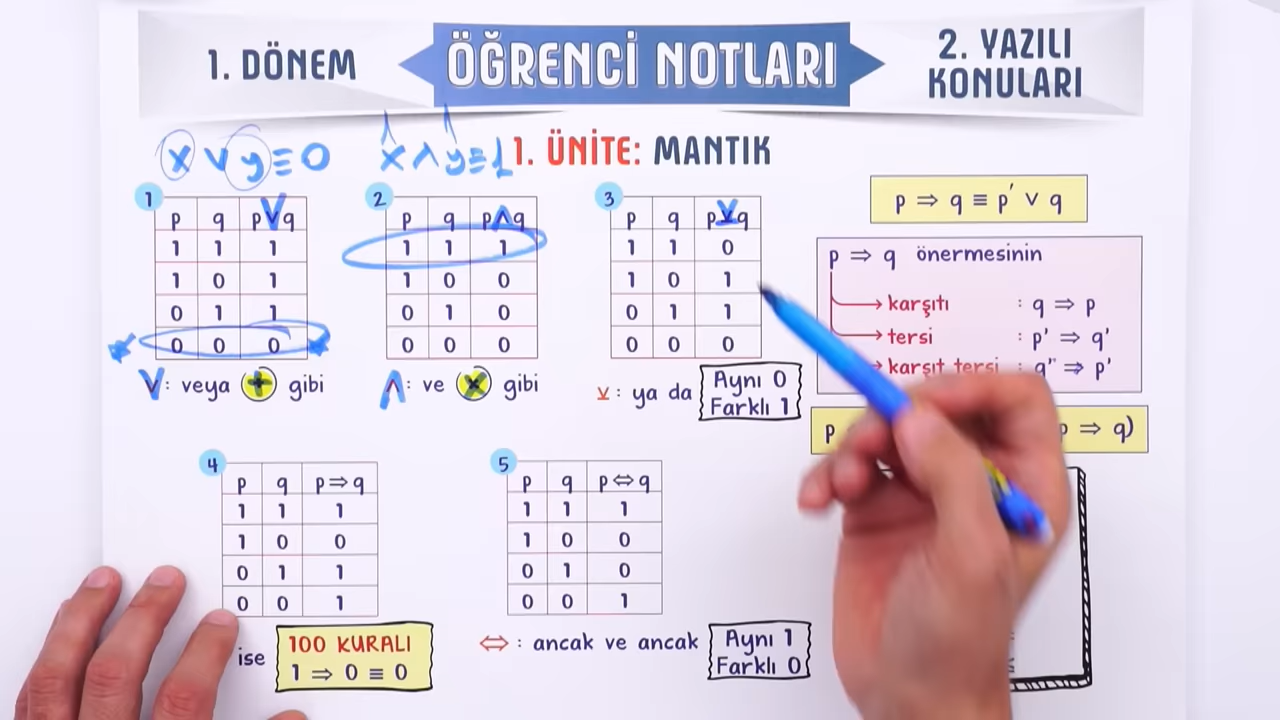 1. DÖNEM
ÖĞRENCİ NOTLARI
2. YAZILI
KONULARI
x ∨ y ≡ 0
x ∧ y ≡ 1
1. ÜNİTE: MANTIK
1
p q p ∨ q
1 1 1
1 0 1
0 1 1
0 0 0
∨ : veya + gibi
2
p q p ∧ q
1 1 1
1 0 0
0 1 0
0 0 0
∧ : ve x gibi
3
p q p ⊻ q
1 1 0
1 0 1
0 1 1
0 0 0
⊻ : ya da
Aynı 0
Farklı 1
p ⇒ q ≡ p′ ∨ q
p ⇒ q önermesinin
karşıtı : q ⇒ p
tersi : p′ ⇒ q′
karşıt tersi : q′ ⇒ p′
p
p ⇒ q)
4
p q p ⇒ q
1 1 1
1 0 0
0 1 1
0 0 1
ise
100 KURALI
1 ⇒ 0 ≡ 0
5
p q p ⇔ q
1 1 1
1 0 0
0 1 0
0 0 1
⇔ : ancak ve ancak
Aynı 1
Farklı 0